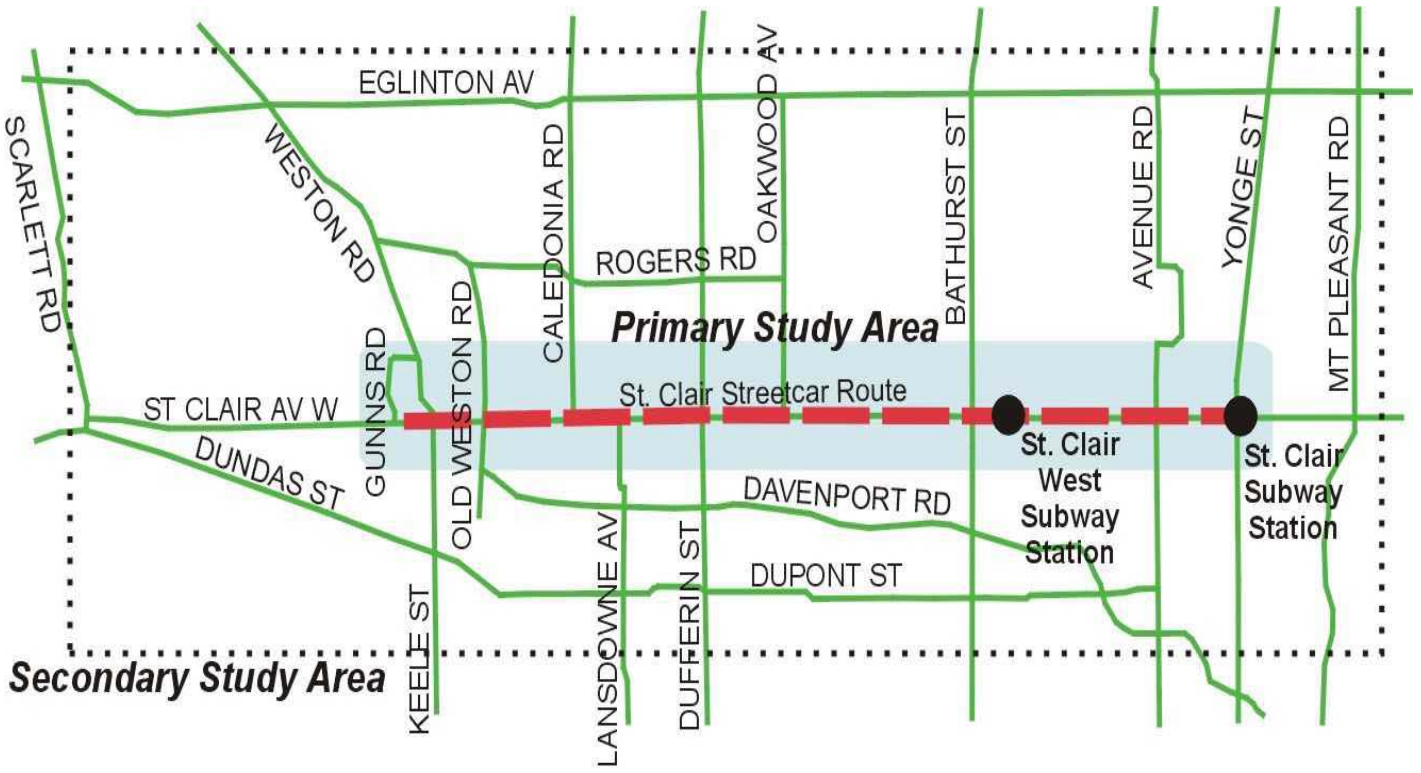 EGLINTON AV
OAKWOOD AV
SCARLETT RD
WESTON RD
CALEDONIA RD
BATHURST ST
AVENUE RD
YONGE ST
MT PLEASANT RD
ROGERS RD
Primary Study Area
GUNNS RD
OLD WESTON RD
St. Clair Streetcar Route
ST CLAIR AV W
DUNDAS ST
DAVENPORT RD
St. Clair
West
Subway
Station
St. Clair
Subway
Station
DUPONT ST
KEELE ST
LANSDOWNE AV
DUFFERIN ST
Secondary Study Area